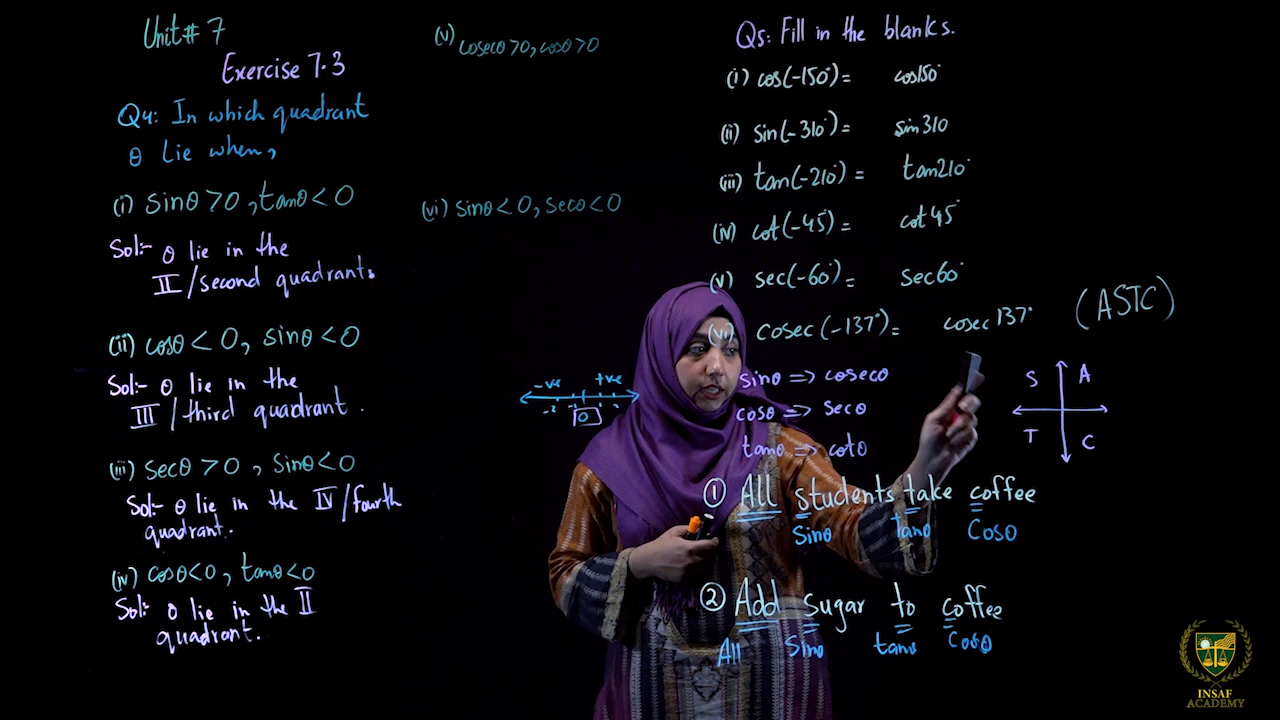 Unit# 7
Exercise 7.3
Q4: In which quadrant
θ Lie when,
(i) sinθ >0, tanθ < 0
Sol:- θ lie in the
II/second quadrants
(ii) cosθ < 0, sinθ < 0
Sol:- θ lie in the
III/third quadrant.
(iii) secθ > 0, sinθ<0
Sol:- θ lie in the IV/fourth
quadrant.
(iv) cosθ<0, tanθ<0
Sol:- θ lie in the II
quadrant.
(v) cosecθ>0, cosθ>0
(vi) sinθ<0, secθ<0
-ve +ve
-2 -1 0 1 2
Q5: Fill in the blanks.
(i) cos(-150°)= cos150°
(ii) sin(-310°)= sin310
(iii) tan(-210°) = tan210°
(iv) cot(-45°) = cot45°
(v) sec(-60°)= sec60°
(vi) cosec(-137°)= cosec137°
(ASTC)
sinθ => cosecθ
cosθ => secθ
tanθ => cotθ
S A
T C
① All students take coffee
Sinθ tanθ Cosθ
② Add sugar to coffee
All Sinθ tanθ Cosθ
INSAF
ACADEMY